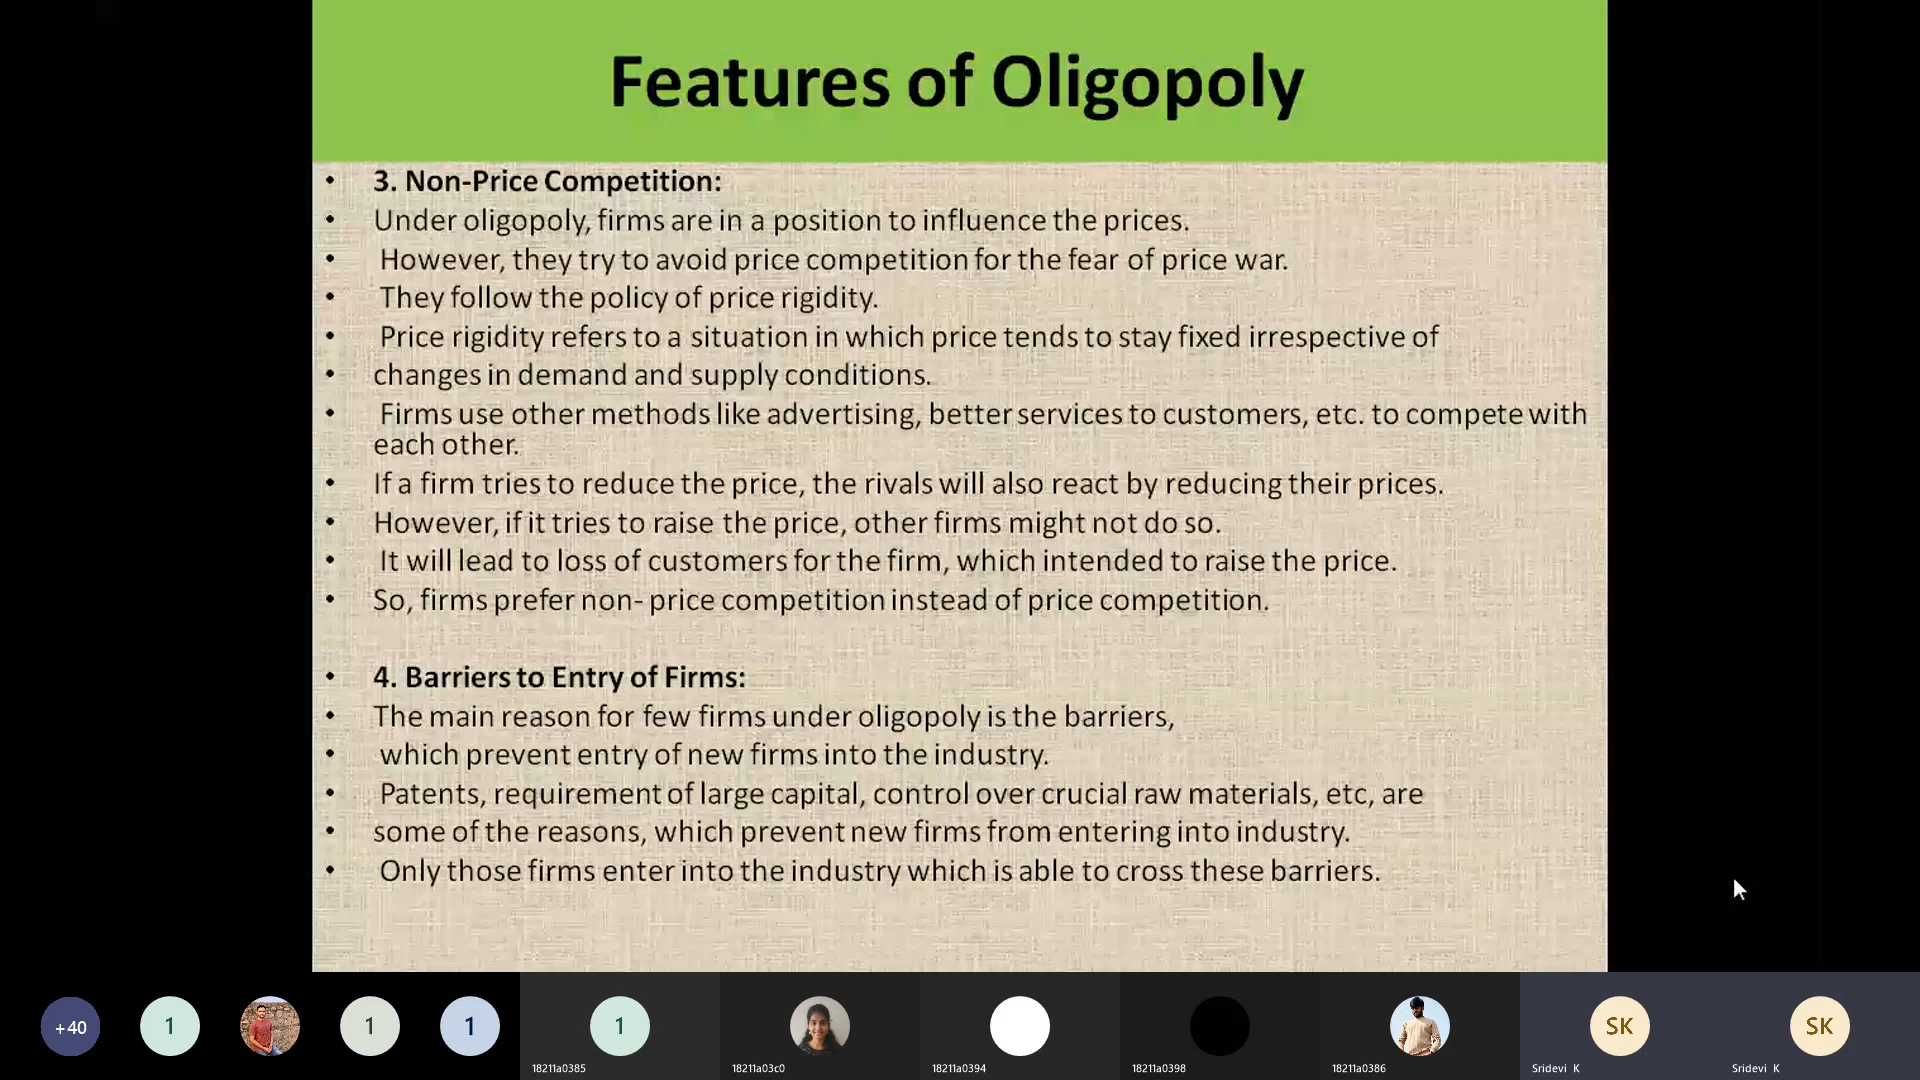 Features of Oligopoly
• 3. Non-Price Competition:
• Under oligopoly, firms are in a position to influence the prices.
• However, they try to avoid price competition for the fear of price war.
• They follow the policy of price rigidity.
• Price rigidity refers to a situation in which price tends to stay fixed irrespective of
• changes in demand and supply conditions.
• Firms use other methods like advertising, better services to customers, etc. to compete with
each other.
• If a firm tries to reduce the price, the rivals will also react by reducing their prices.
• However, if it tries to raise the price, other firms might not do so.
• It will lead to loss of customers for the firm, which intended to raise the price.
• So, firms prefer non- price competition instead of price competition.
• 4. Barriers to Entry of Firms:
• The main reason for few firms under oligopoly is the barriers,
• which prevent entry of new firms into the industry.
• Patents, requirement of large capital, control over crucial raw materials, etc, are
• some of the reasons, which prevent new firms from entering into industry.
• Only those firms enter into the industry which is able to cross these barriers.
+40 1 1 1 1 SK SK
18211a0385 18211a03c0 18211a0394 18211a0398 18211a0386 Sridevi K Sridevi K